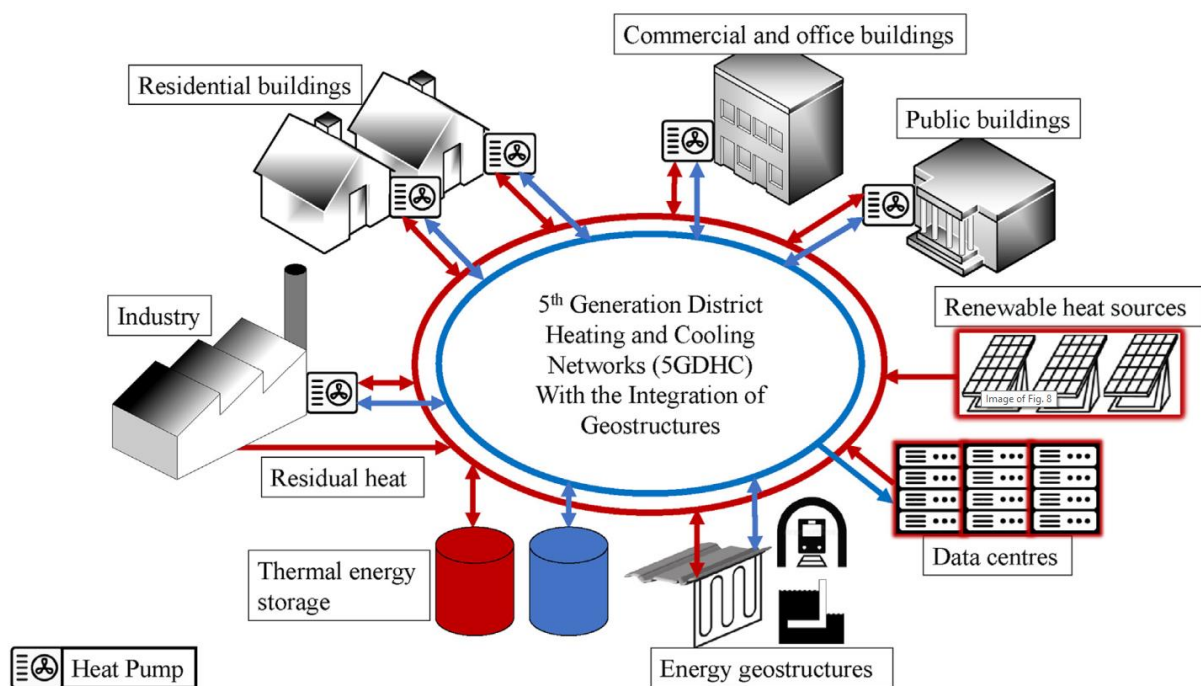 Commercial and office buildings
Residential buildings
Public buildings
5th Generation District
Heating and Cooling
Networks (5GDHC)
With the Integration of
Geostructures
Renewable heat sources
Image of Fig. 8
Industry
Residual heat
Data centres
Thermal energy
storage
Energy geostructures
Heat Pump